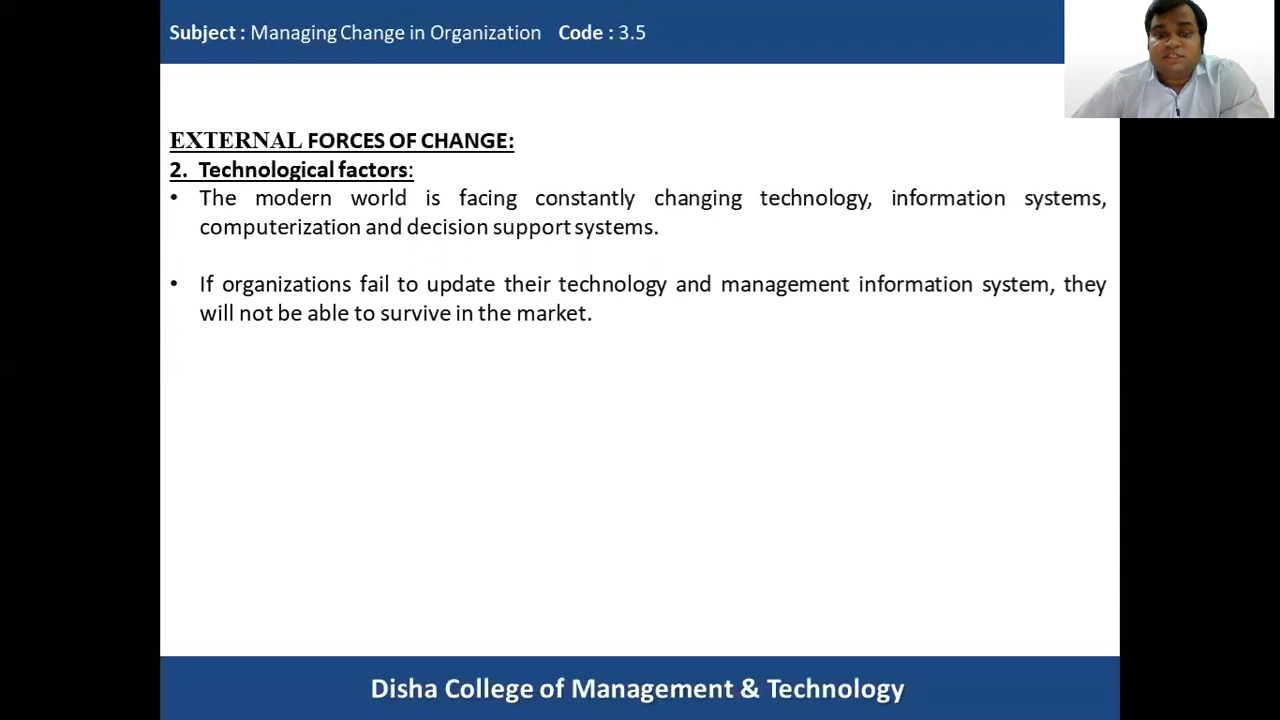 Subject : Managing Change in Organization Code : 3.5
EXTERNAL FORCES OF CHANGE:
2. Technological factors:
• The modern world is facing constantly changing technology, information systems,
computerization and decision support systems.
• If organizations fail to update their technology and management information system, they
will not be able to survive in the market.
Disha College of Management & Technology